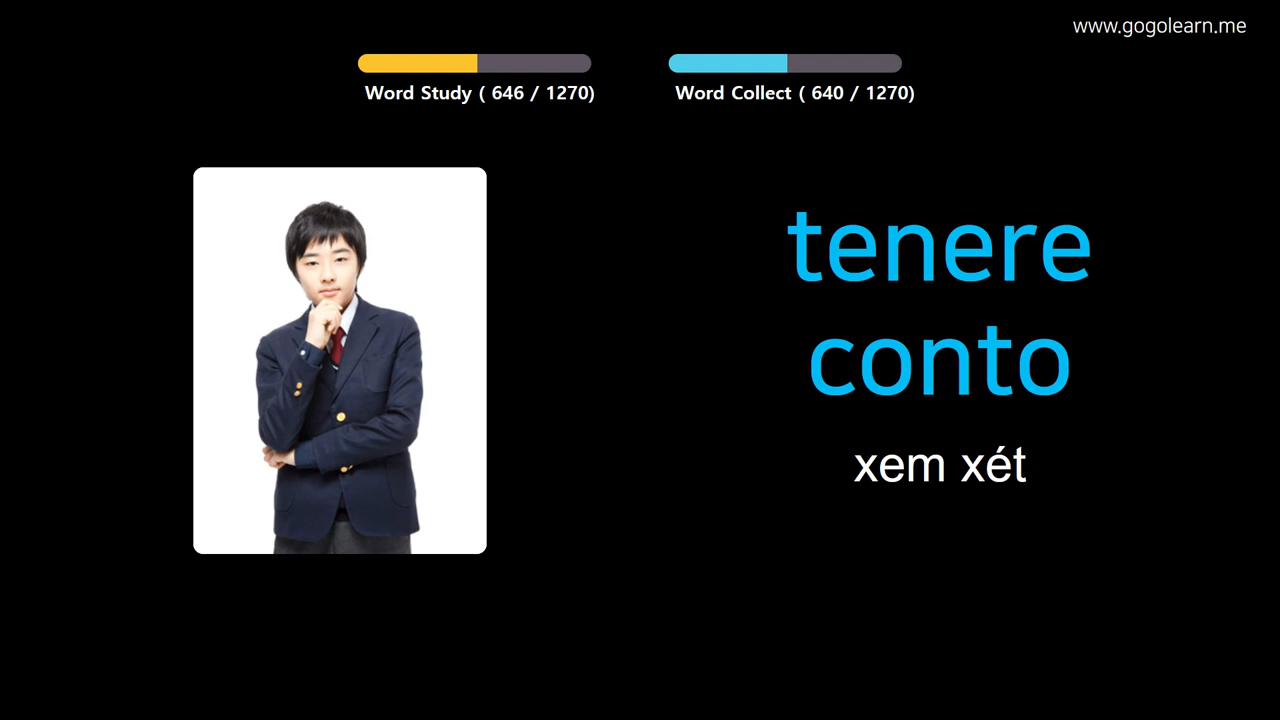 www.gogolearn.me
Word Study ( 646 / 1270)
Word Collect ( 640 / 1270)
tenere
conto
xem xét